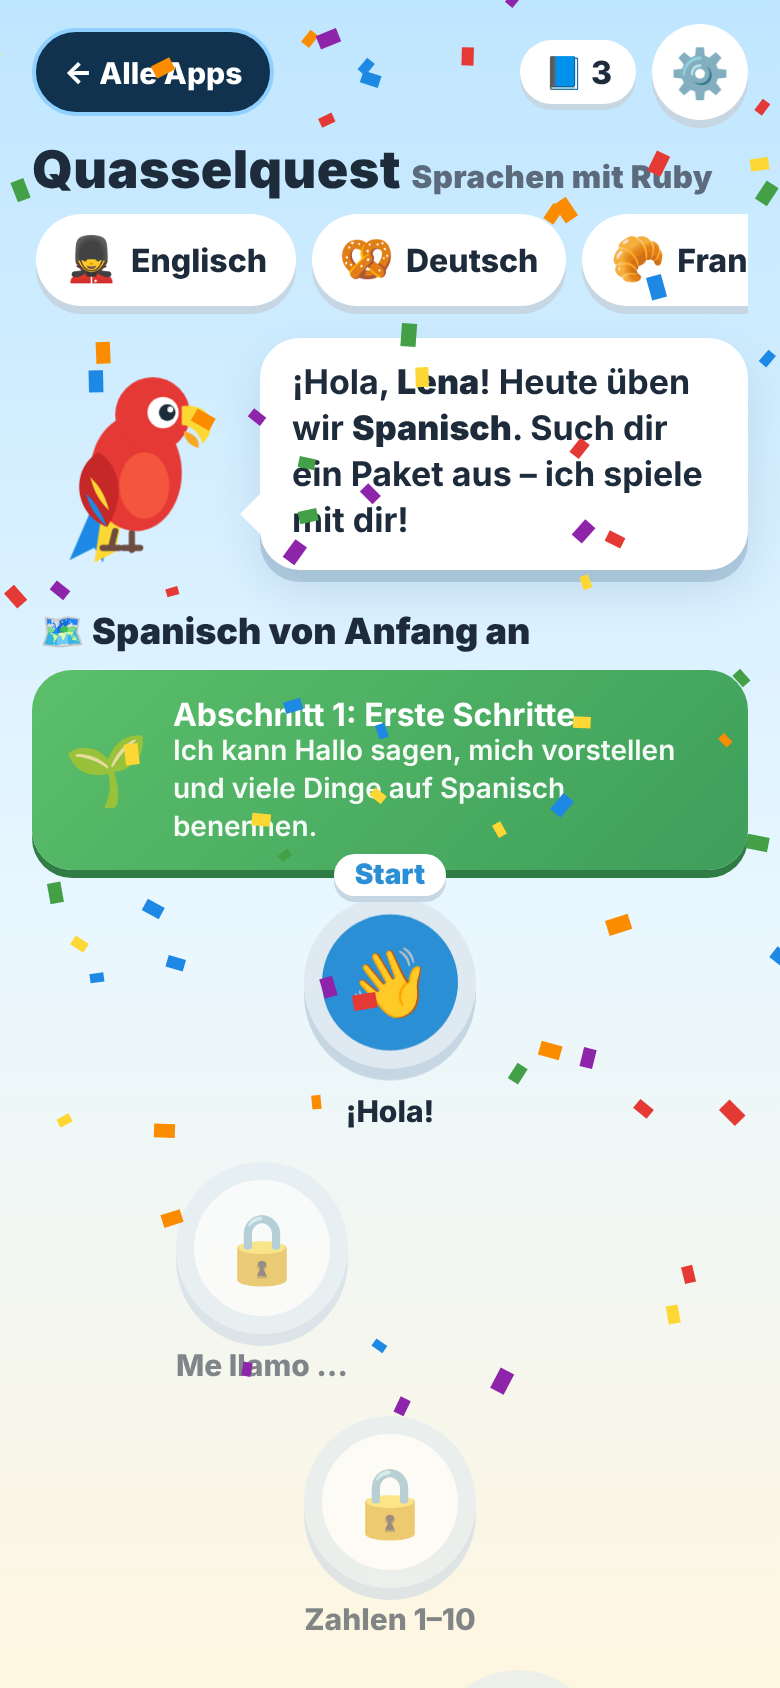 ← Alle Apps
3
Quasselquest Sprachen mit Ruby
Englisch
Deutsch
Fran
¡Hola, Lena! Heute üben
wir Spanisch. Such dir
ein Paket aus – ich spiele
mit dir!
Spanisch von Anfang an
Abschnitt 1: Erste Schritte
Ich kann Hallo sagen, mich vorstellen
und viele Dinge auf Spanisch
benennen.
Start
¡Hola!
Me llamo ...
Zahlen 1–10